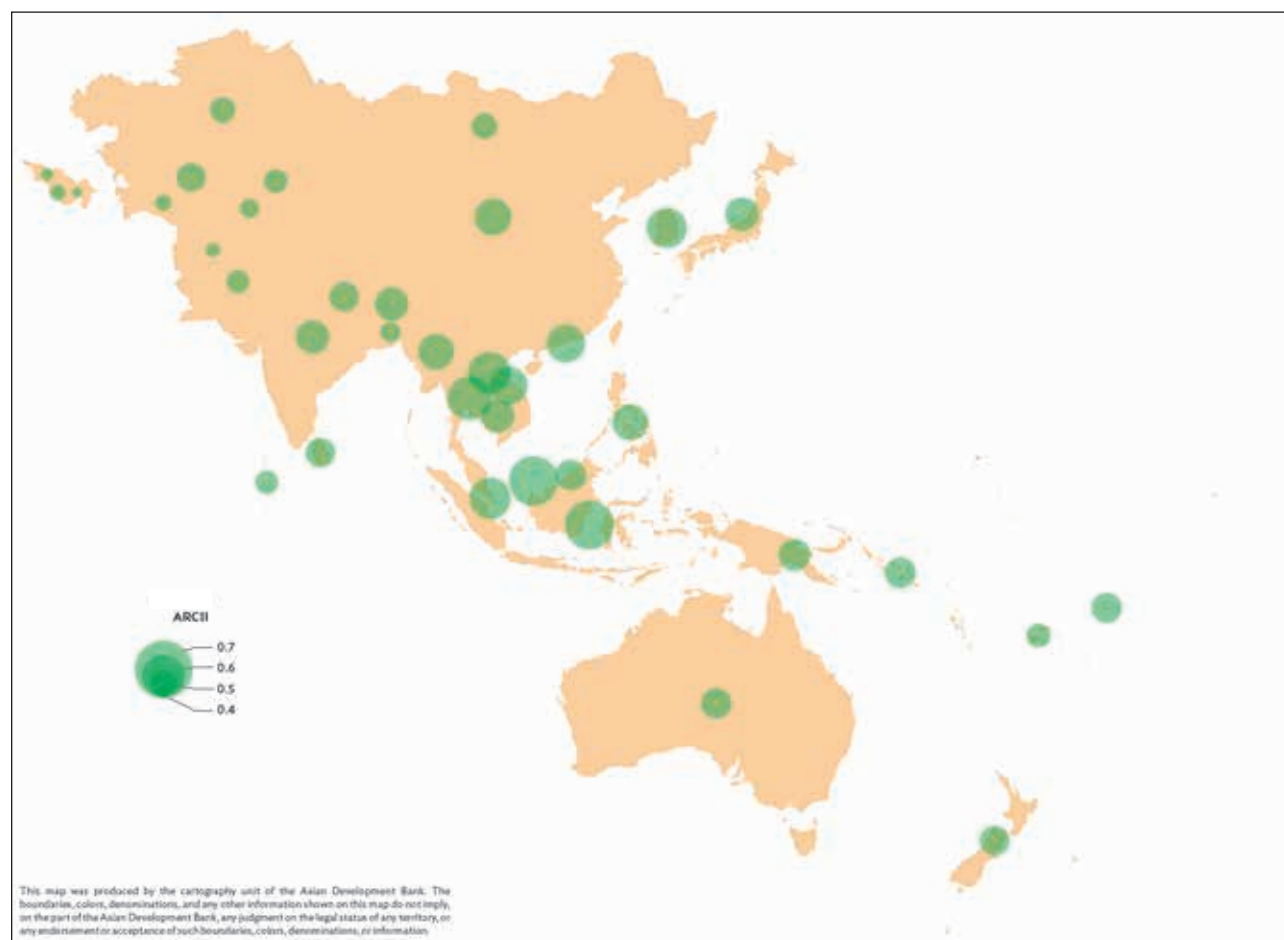 ARCII
0.7
0.6
0.5
0.4
This map was produced by the cartography unit of the Asian Development Bank. The
boundaries, colors, denominations, and any other information shown on this map do not imply,
on the part of the Asian Development Bank, any judgment on the legal status of any territory, or
any endorsement or acceptance of such boundaries, colors, denominations, or information